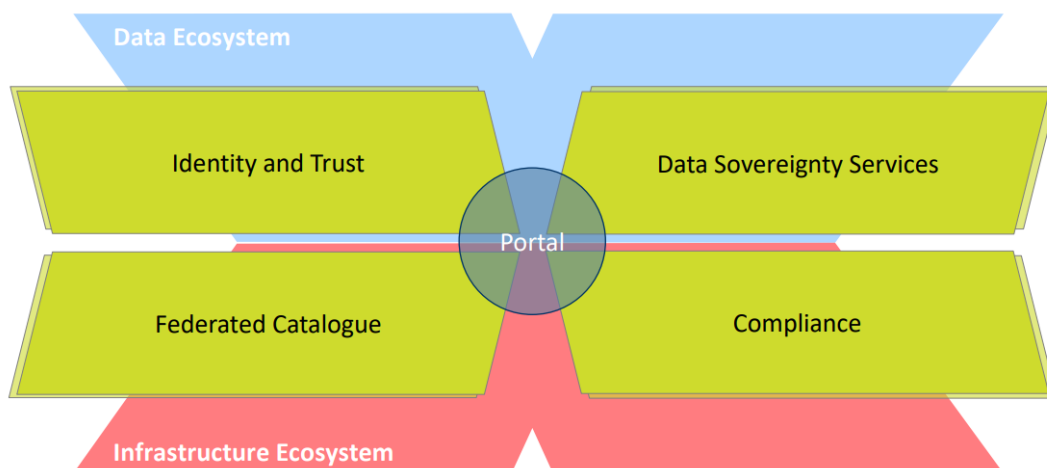 Data Ecosystem
Identity and Trust
Data Sovereignty Services
Portal
Federated Catalogue
Compliance
Infrastructure Ecosystem